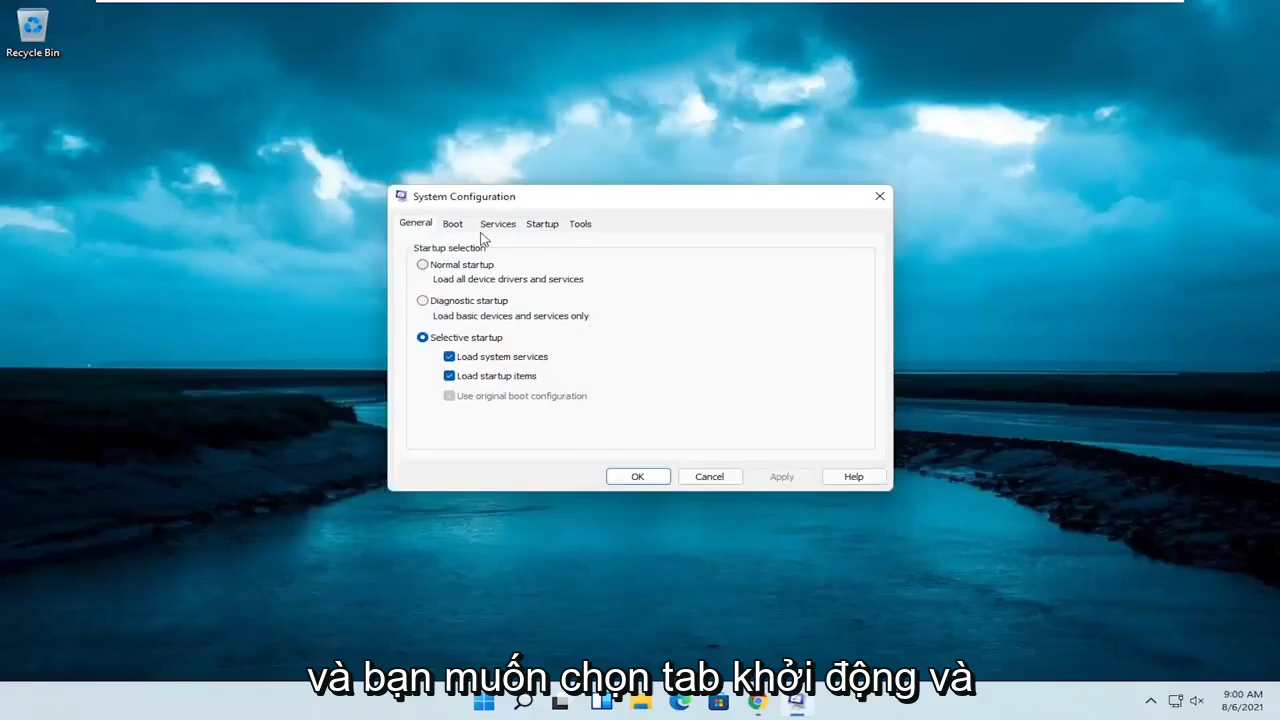 Recycle Bin
System Configuration
General Boot Services Startup Tools
Startup selection
Normal startup
Load all device drivers and services
Diagnostic startup
Load basic devices and services only
Selective startup
Load system services
Load startup items
Use original boot configuration
OK Cancel Apply Help
và bạn muốn chọn tab khởi động và
9:00 AM
8/6/2021